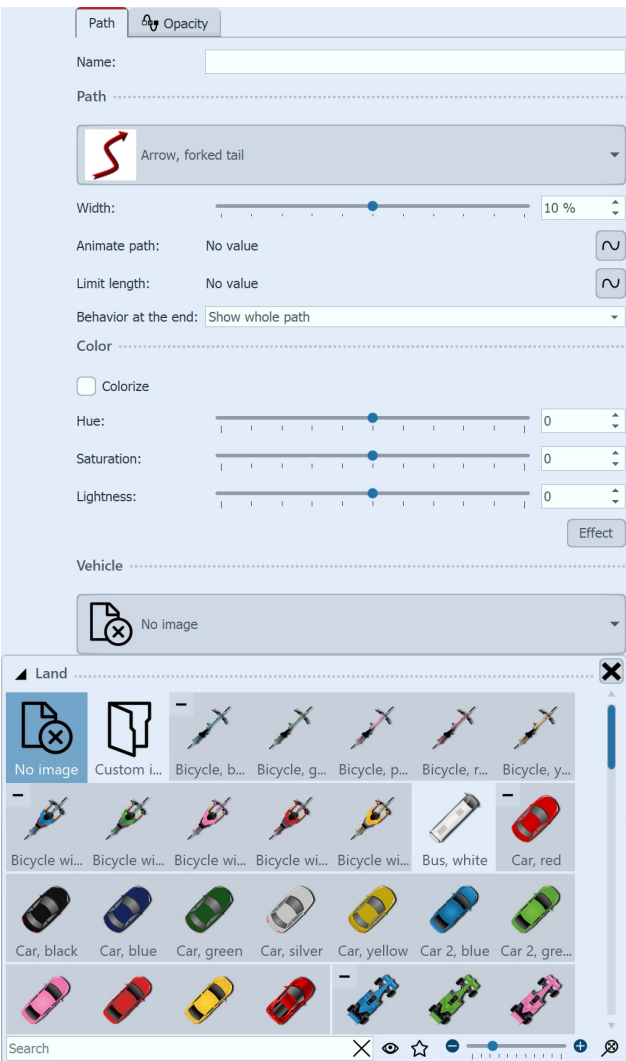 Path Opacity
Name:
Path
Arrow, forked tail
Width: 10 %
Animate path: No value
Limit length: No value
Behavior at the end: Show whole path
Color
Colorize
Hue: 0
Saturation: 0
Lightness: 0
Effect
Vehicle
No image
Land
No image Custom i... Bicycle, b... Bicycle, g... Bicycle, p... Bicycle, r... Bicycle, y...
Bicycle wi... Bicycle wi... Bicycle wi... Bicycle wi... Bicycle wi... Bus, white Car, red
Car, black Car, blue Car, green Car, silver Car, yellow Car 2, blue Car 2, gre...
Search